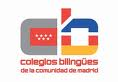 colegios bilingües
de la comunidad de madrid